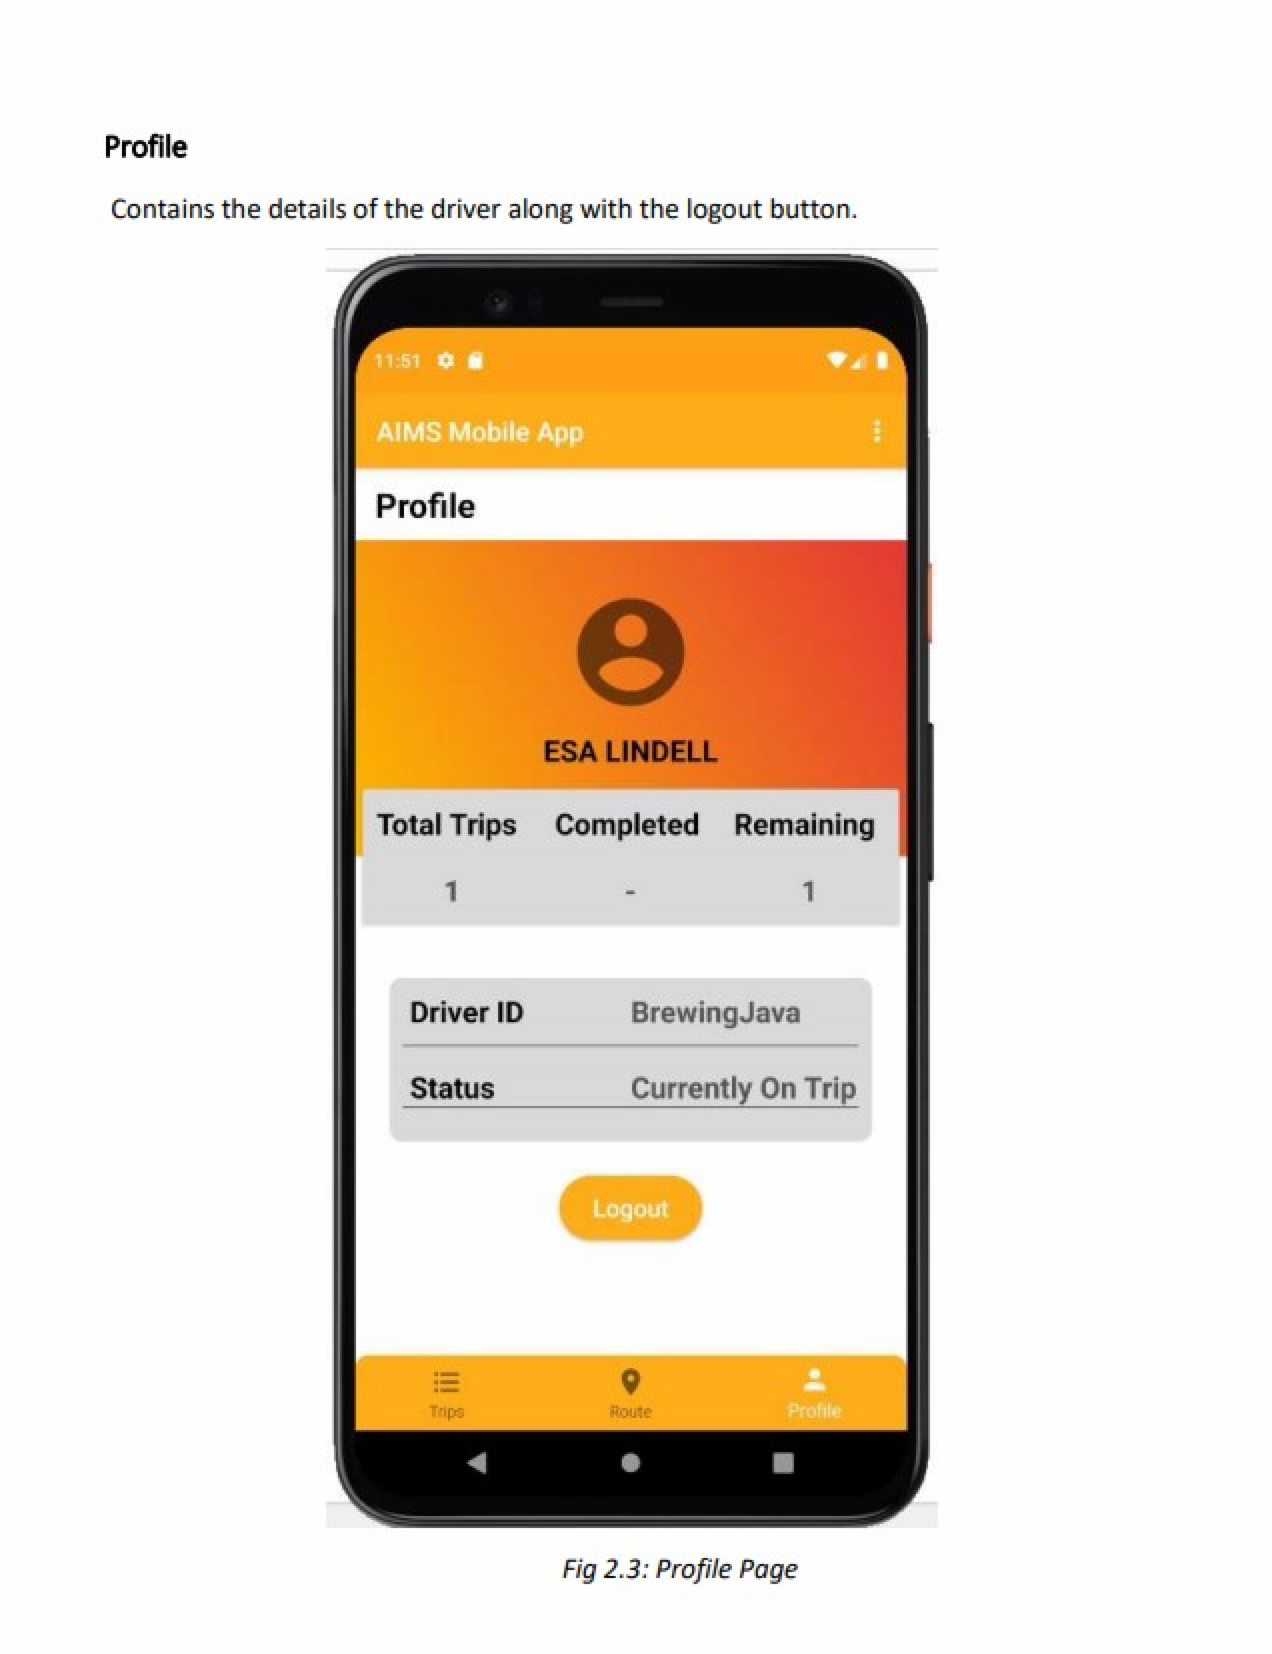 Profile
Contains the details of the driver along with the logout button.
11:51
AIMS Mobile App
Profile
ESA LINDELL
Total Trips Completed Remaining
1 - 1
Driver ID BrewingJava
Status Currently On Trip
Logout
Trips Route Profile
Fig 2.3: Profile Page